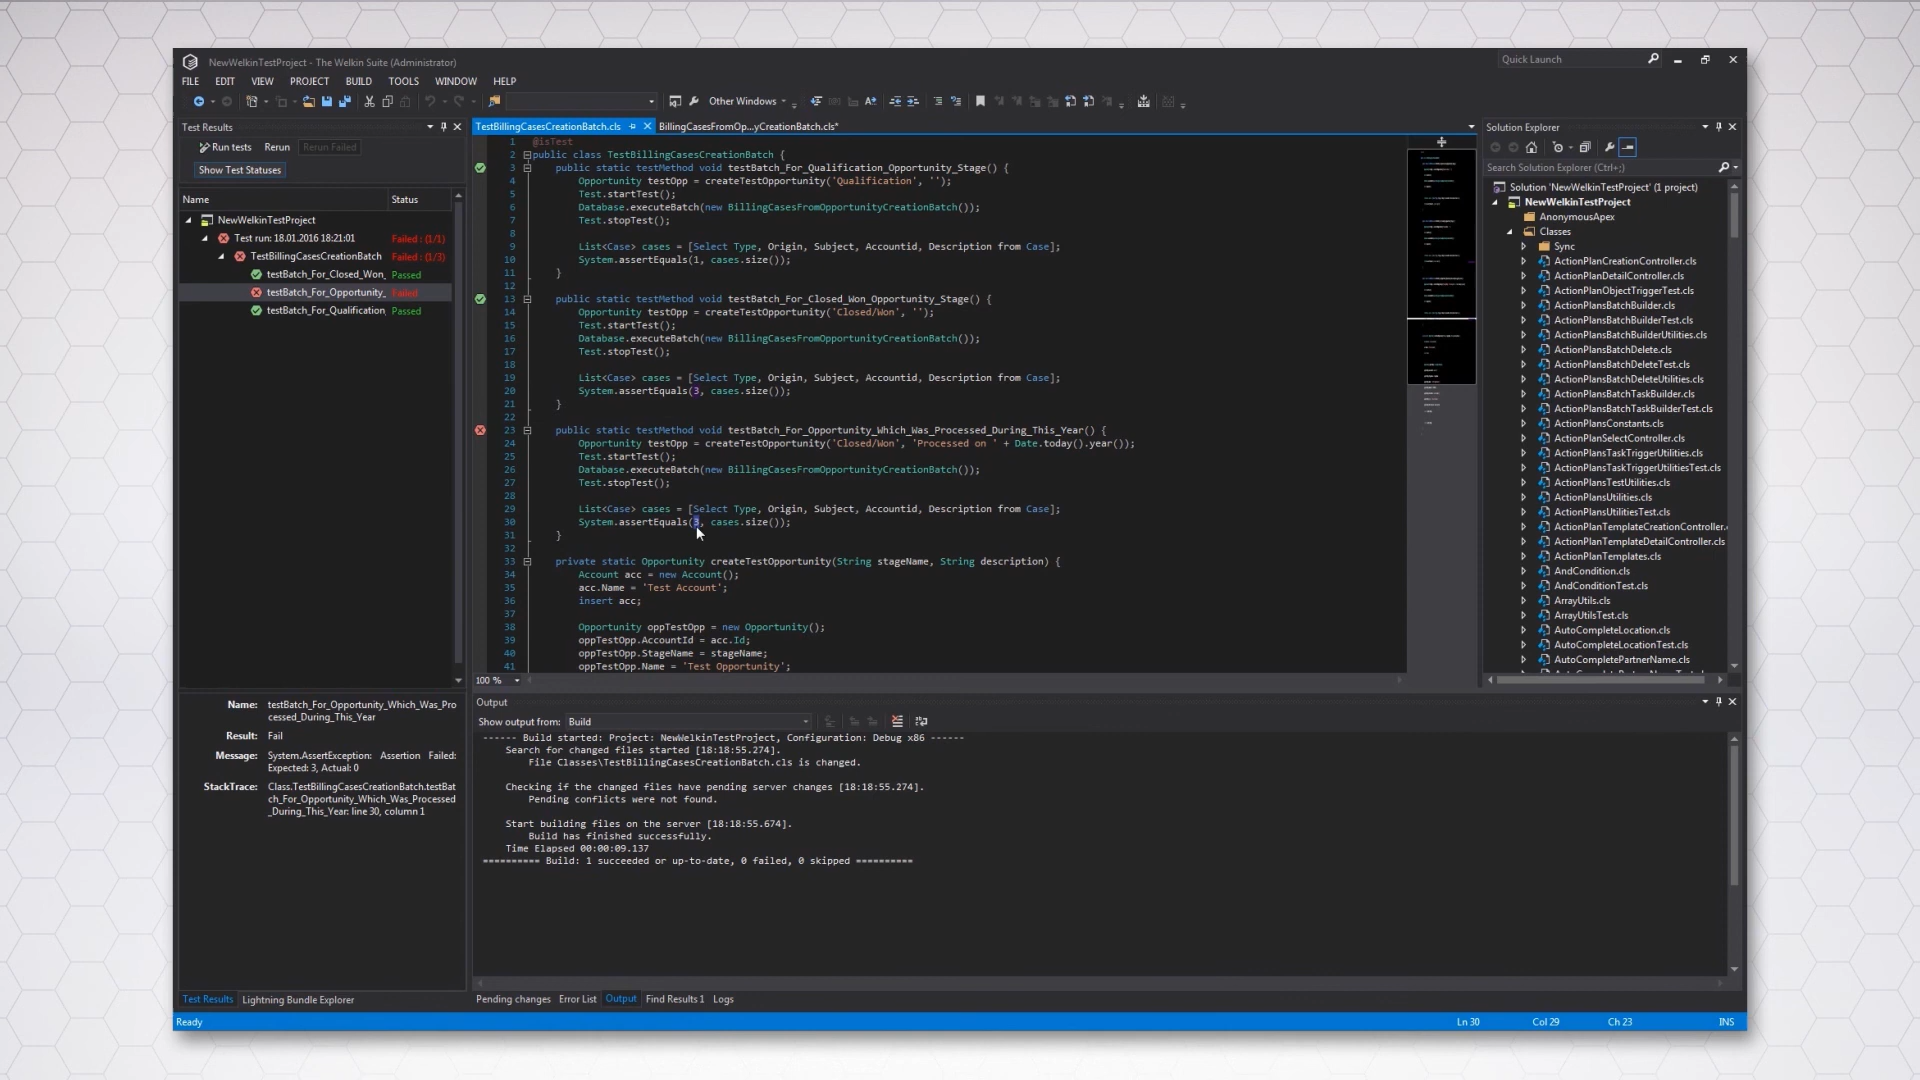 NewWelkinTestProject - The Welkin Suite (Administrator)
Quick Launch
FILE EDIT VIEW PROJECT BUILD TOOLS WINDOW HELP
Other Windows
Test Results
Run tests Rerun Rerun Failed
Show Test Statuses
Name Status
NewWelkinTestProject
Test run: 18.01.2016 18:21:01 Failed : (1/1)
TestBillingCasesCreationBatch Failed : (1/3)
testBatch_For_Closed_Won_ Passed
testBatch_For_Opportunity_ Failed
testBatch_For_Qualification_ Passed
Name: testBatch_For_Opportunity_Which_Was_Pro
cessed_During_This_Year
Result: Fail
Message: System.AssertException: Assertion Failed:
Expected: 3, Actual: 0
StackTrace: Class.TestBillingCasesCreationBatch.testBat
ch_For_Opportunity_Which_Was_Processed
_During_This_Year: line 30, column 1
Test Results Lightning Bundle Explorer
TestBillingCasesCreationBatch.cls BillingCasesFromOp...yCreationBatch.cls*
1 @isTest
2 public class TestBillingCasesCreationBatch {
3 public static testMethod void testBatch_For_Qualification_Opportunity_Stage() {
4 Opportunity testOpp = createTestOpportunity('Qualification', '');
5 Test.startTest();
6 Database.executeBatch(new BillingCasesFromOpportunityCreationBatch());
7 Test.stopTest();
8
9 List<Case> cases = [Select Type, Origin, Subject, Accountid, Description from Case];
10 System.assertEquals(1, cases.size());
11 }
12
13 public static testMethod void testBatch_For_Closed_Won_Opportunity_Stage() {
14 Opportunity testOpp = createTestOpportunity('Closed/Won', '');
15 Test.startTest();
16 Database.executeBatch(new BillingCasesFromOpportunityCreationBatch());
17 Test.stopTest();
18
19 List<Case> cases = [Select Type, Origin, Subject, Accountid, Description from Case];
20 System.assertEquals(3, cases.size());
21 }
22
23 public static testMethod void testBatch_For_Opportunity_Which_Was_Processed_During_This_Year() {
24 Opportunity testOpp = createTestOpportunity('Closed/Won', 'Processed on ' + Date.today().year());
25 Test.startTest();
26 Database.executeBatch(new BillingCasesFromOpportunityCreationBatch());
27 Test.stopTest();
28
29 List<Case> cases = [Select Type, Origin, Subject, Accountid, Description from Case];
30 System.assertEquals(3, cases.size());
31 }
32
33 private static Opportunity createTestOpportunity(String stageName, String description) {
34 Account acc = new Account();
35 acc.Name = 'Test Account';
36 insert acc;
37
38 Opportunity oppTestOpp = new Opportunity();
39 oppTestOpp.AccountId = acc.Id;
40 oppTestOpp.StageName = stageName;
41 oppTestOpp.Name = 'Test Opportunity';
100 %
Output
Show output from: Build
------ Build started: Project: NewWelkinTestProject, Configuration: Debug x86 ------
Search for changed files started [18:18:55.274].
File Classes\TestBillingCasesCreationBatch.cls is changed.
Checking if the changed files have pending server changes [18:18:55.274].
Pending conflicts were not found.
Start building files on the server [18:18:55.674].
Build has finished successfully.
Time Elapsed 00:00:09.137
========== Build: 1 succeeded or up-to-date, 0 failed, 0 skipped ==========
Pending changes Error List Output Find Results 1 Logs
Solution Explorer
Search Solution Explorer (Ctrl+;)
Solution 'NewWelkinTestProject' (1 project)
NewWelkinTestProject
AnonymousApex
Classes
Sync
ActionPlanCreationController.cls
ActionPlanDetailController.cls
ActionPlanObjectTriggerTest.cls
ActionPlansBatchBuilder.cls
ActionPlansBatchBuilderTest.cls
ActionPlansBatchBuilderUtilities.cls
ActionPlansBatchDelete.cls
ActionPlansBatchDeleteTest.cls
ActionPlansBatchDeleteUtilities.cls
ActionPlansBatchTaskBuilder.cls
ActionPlansBatchTaskBuilderTest.cls
ActionPlansConstants.cls
ActionPlanSelectController.cls
ActionPlansTaskTriggerUtilities.cls
ActionPlansTaskTriggerUtilitiesTest.cls
ActionPlansTestUtilities.cls
ActionPlansUtilities.cls
ActionPlansUtilitiesTest.cls
ActionPlanTemplateCreationController.
ActionPlanTemplateDetailController.cls
ActionPlanTemplates.cls
AndCondition.cls
AndConditionTest.cls
ArrayUtils.cls
ArrayUtilsTest.cls
AutoCompleteLocation.cls
AutoCompleteLocationTest.cls
AutoCompletePartnerName.cls
Ready Ln 30 Col 29 Ch 23 INS